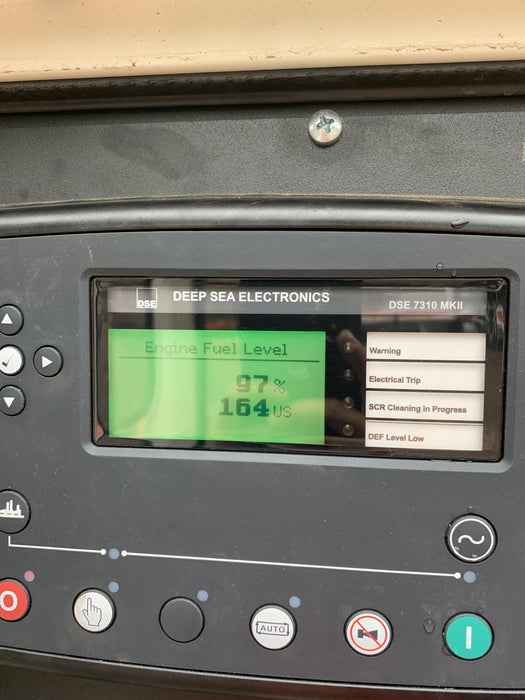 DSE
DEEP SEA ELECTRONICS
DSE 7310 MKII
Engine Fuel Level
97%
164 US
Warning
Electrical Trip
SCR Cleaning in Progress
DEF Level Low
O
AUTO
I